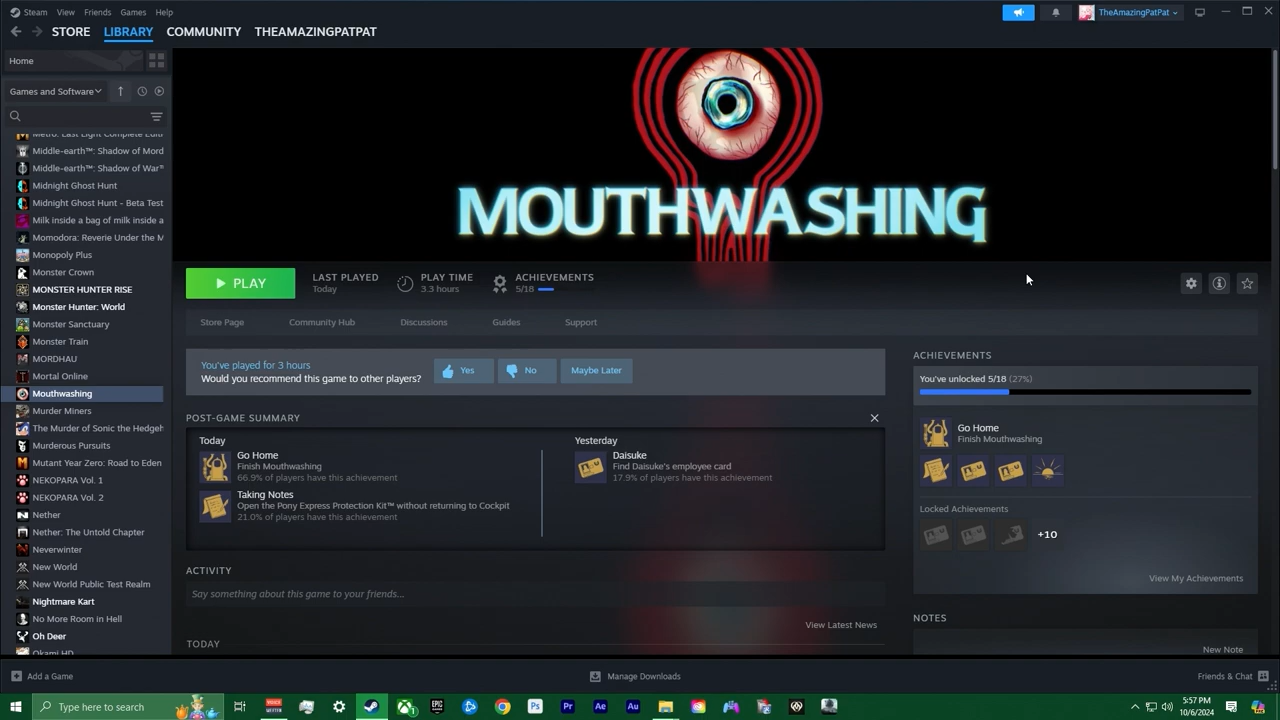 Steam View Friends Games Help TheAmazingPatPat
STORE LIBRARY COMMUNITY THEAMAZINGPATPAT
Home
Games and Software
Metro: Last Light Complete Editi
Middle-earth™: Shadow of Mord
Middle-earth™: Shadow of War™
Midnight Ghost Hunt
Midnight Ghost Hunt - Beta Test
Milk inside a bag of milk inside a
Momodora: Reverie Under the M
Monopoly Plus
Monster Crown
MONSTER HUNTER RISE
Monster Hunter: World
Monster Sanctuary
Monster Train
MORDHAU
Mortal Online
Mouthwashing
Murder Miners
The Murder of Sonic the Hedgeh
Murderous Pursuits
Mutant Year Zero: Road to Eden
NEKOPARA Vol. 1
NEKOPARA Vol. 2
Nether
Nether: The Untold Chapter
Neverwinter
New World
New World Public Test Realm
Nightmare Kart
No More Room in Hell
Oh Deer
Okami HD
MOUTHWASHING
PLAY
LAST PLAYED
Today
PLAY TIME
3.3 hours
ACHIEVEMENTS
5/18
Store Page Community Hub Discussions Guides Support
You've played for 3 hours
Would you recommend this game to other players?
Yes No Maybe Later
POST-GAME SUMMARY
Today
Go Home
Finish Mouthwashing
66.9% of players have this achievement
Taking Notes
Open the Pony Express Protection Kit™ without returning to Cockpit
21.0% of players have this achievement
Yesterday
Daisuke
Find Daisuke's employee card
17.9% of players have this achievement
ACTIVITY
Say something about this game to your friends...
View Latest News
TODAY
ACHIEVEMENTS
You've unlocked 5/18 (27%)
Go Home
Finish Mouthwashing
Locked Achievements
+10
View My Achievements
NOTES
New Note
Add a Game
Manage Downloads
Friends & Chat
Type here to search
5:57 PM
10/6/2024